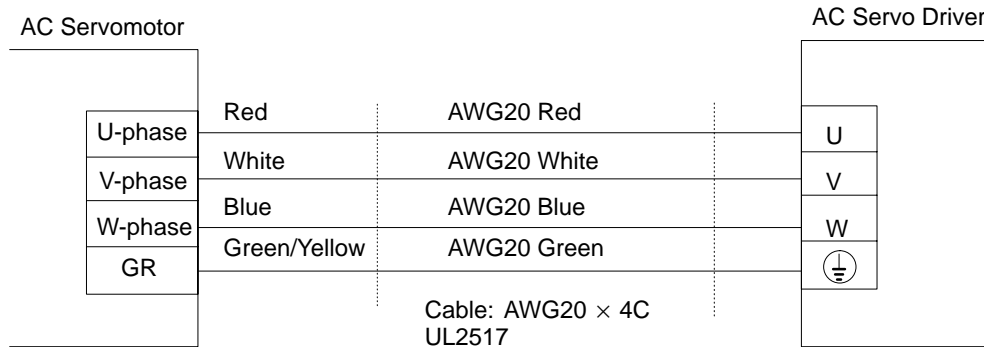 AC Servomotor
AC Servo Driver
U-phase
Red
AWG20 Red
U
V-phase
White
AWG20 White
V
W-phase
Blue
AWG20 Blue
W
GR
Green/Yellow
AWG20 Green
Cable: AWG20 × 4C
UL2517